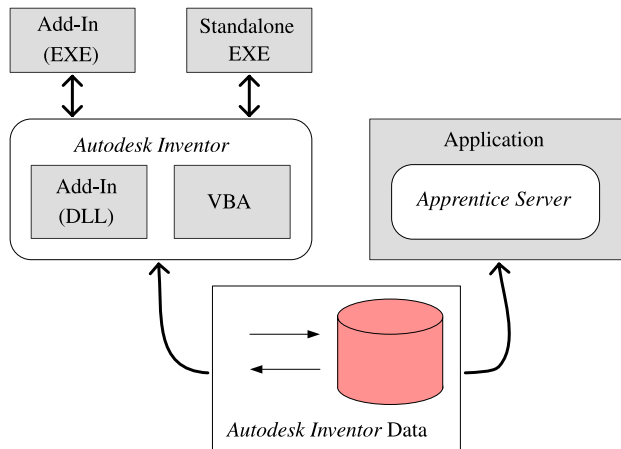 Add-In
(EXE)
Standalone
EXE
Autodesk Inventor
Add-In
(DLL)
VBA
Application
Apprentice Server
Autodesk Inventor Data